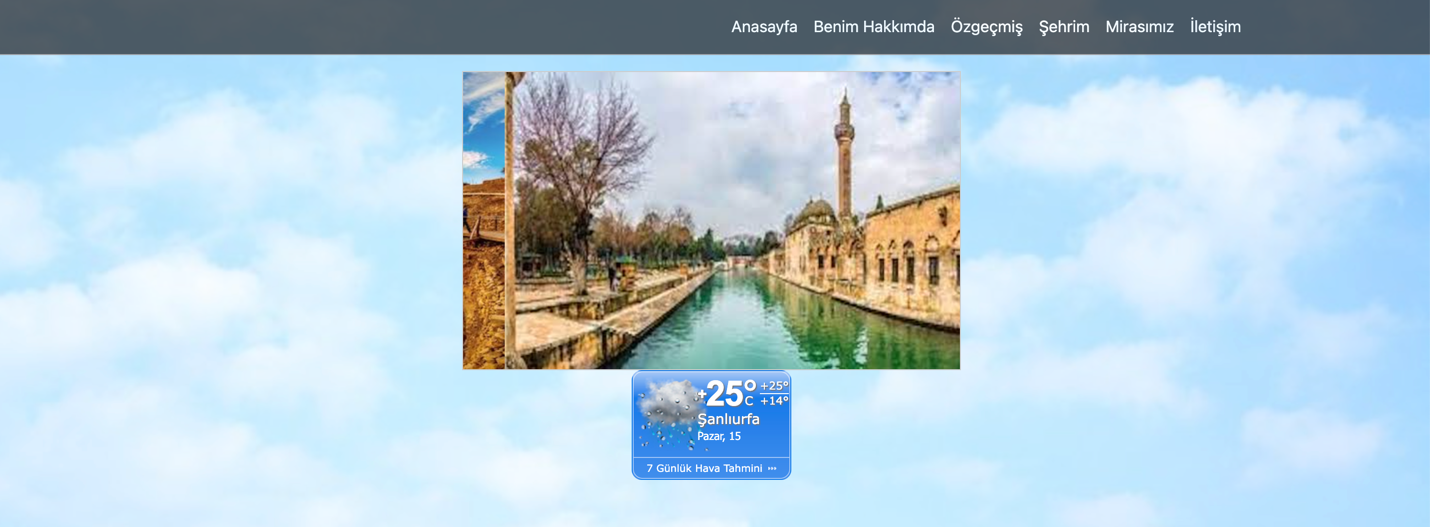 Anasayfa Benim Hakkımda Özgeçmiş Şehrim Mirasımız İletişim
+25°C +25°
+14°
Şanlıurfa
Pazar, 15
7 Günlük Hava Tahmini •••